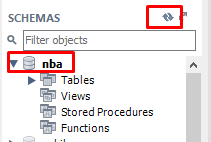 SCHEMAS
Filter objects
nba
Tables
Views
Stored Procedures
Functions